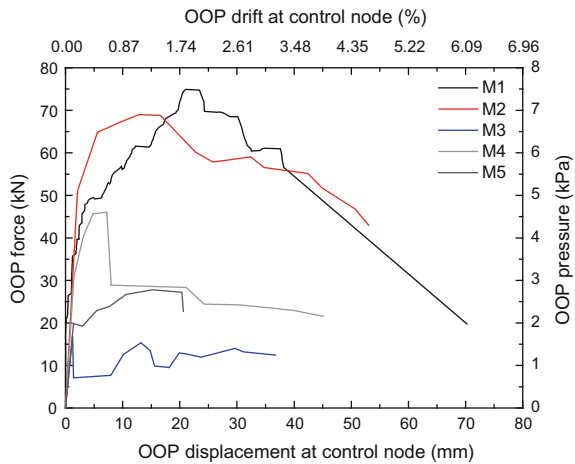 OOP drift at control node (%)
0.00 0.87 1.74 2.61 3.48 4.35 5.22 6.09 6.96
80 8
M1
M2
M3
M4
M5
70 7
60 6
50 5
40 4
30 3
20 2
10 1
0 0
OOP force (kN)
OOP pressure (kPa)
0 10 20 30 40 50 60 70 80
OOP displacement at control node (mm)